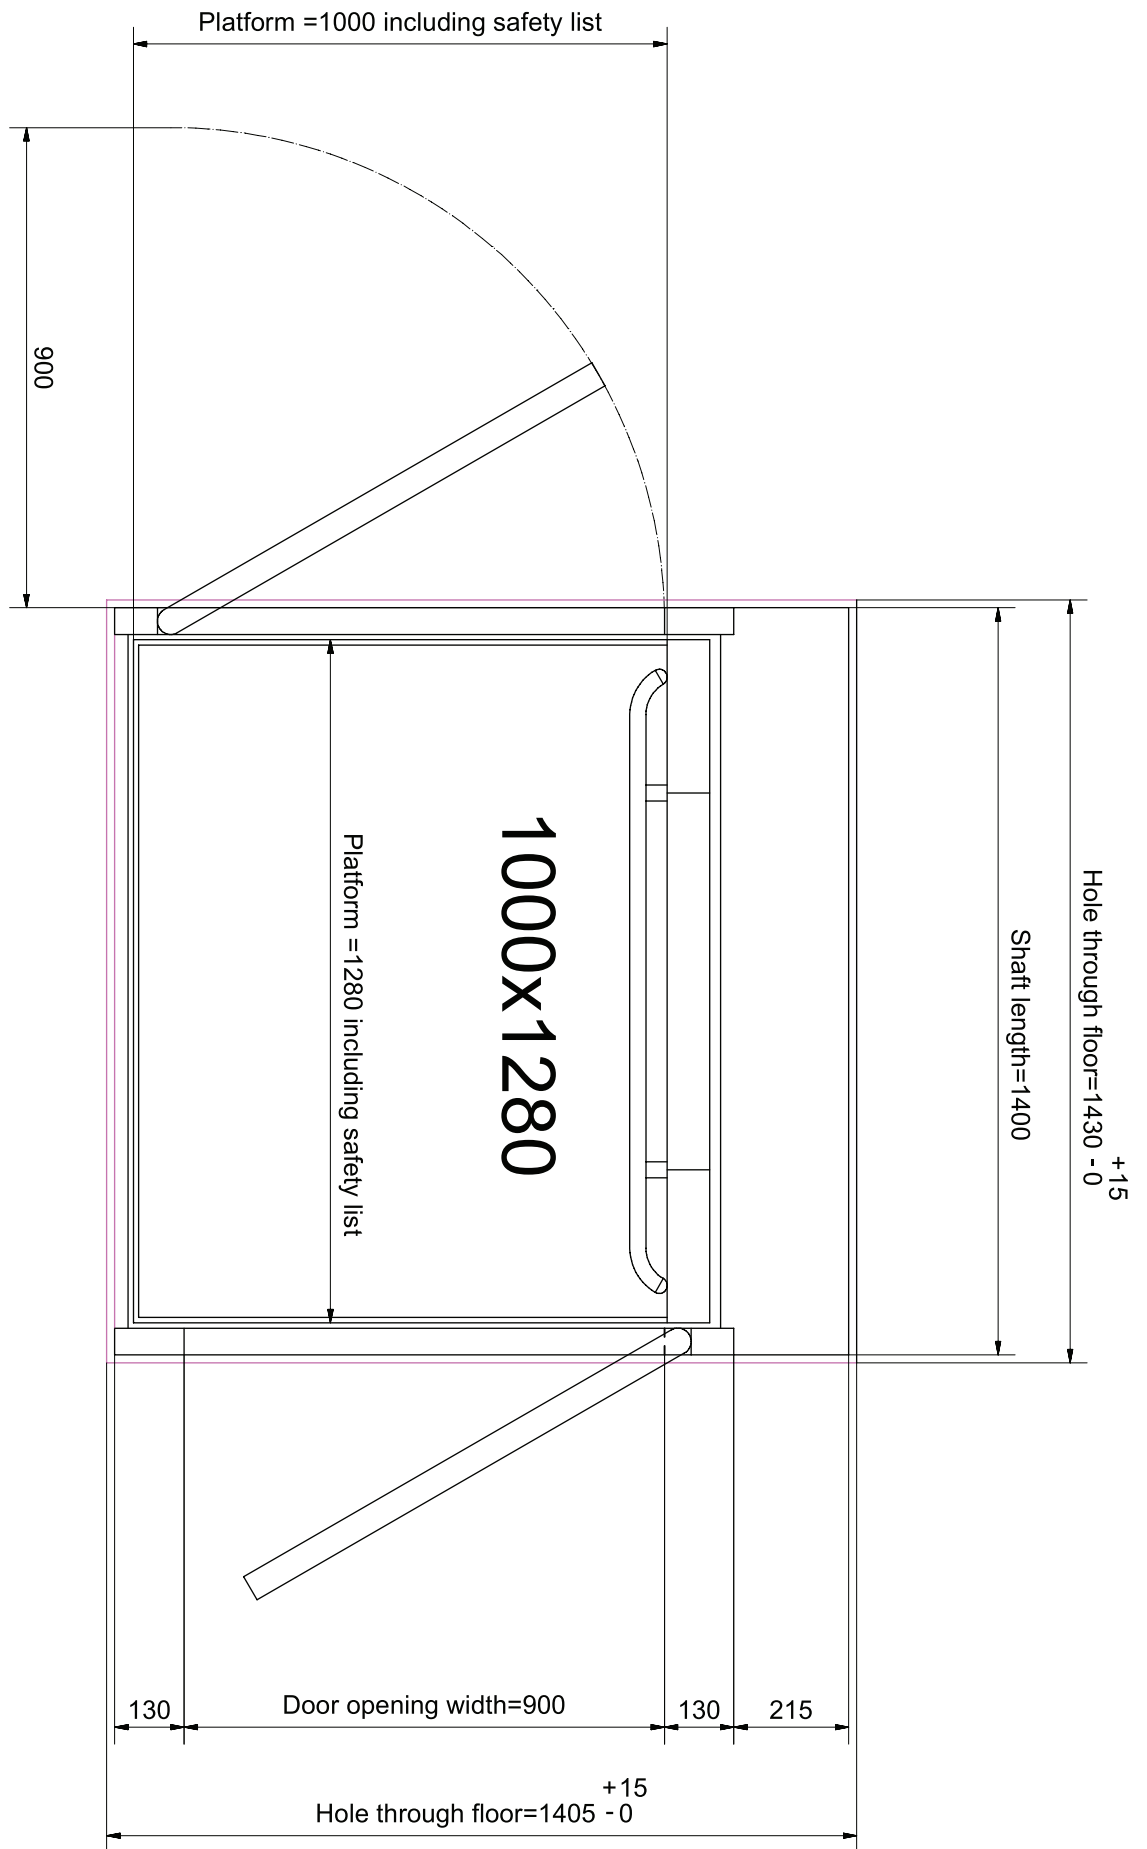 Platform =1000 including safety list
900
1000x1280
Platform =1280 including safety list
Shaft length=1400
Hole through floor=1430 +15 -0
130
Door opening width=900
130
215
Hole through floor=1405 +15 -0